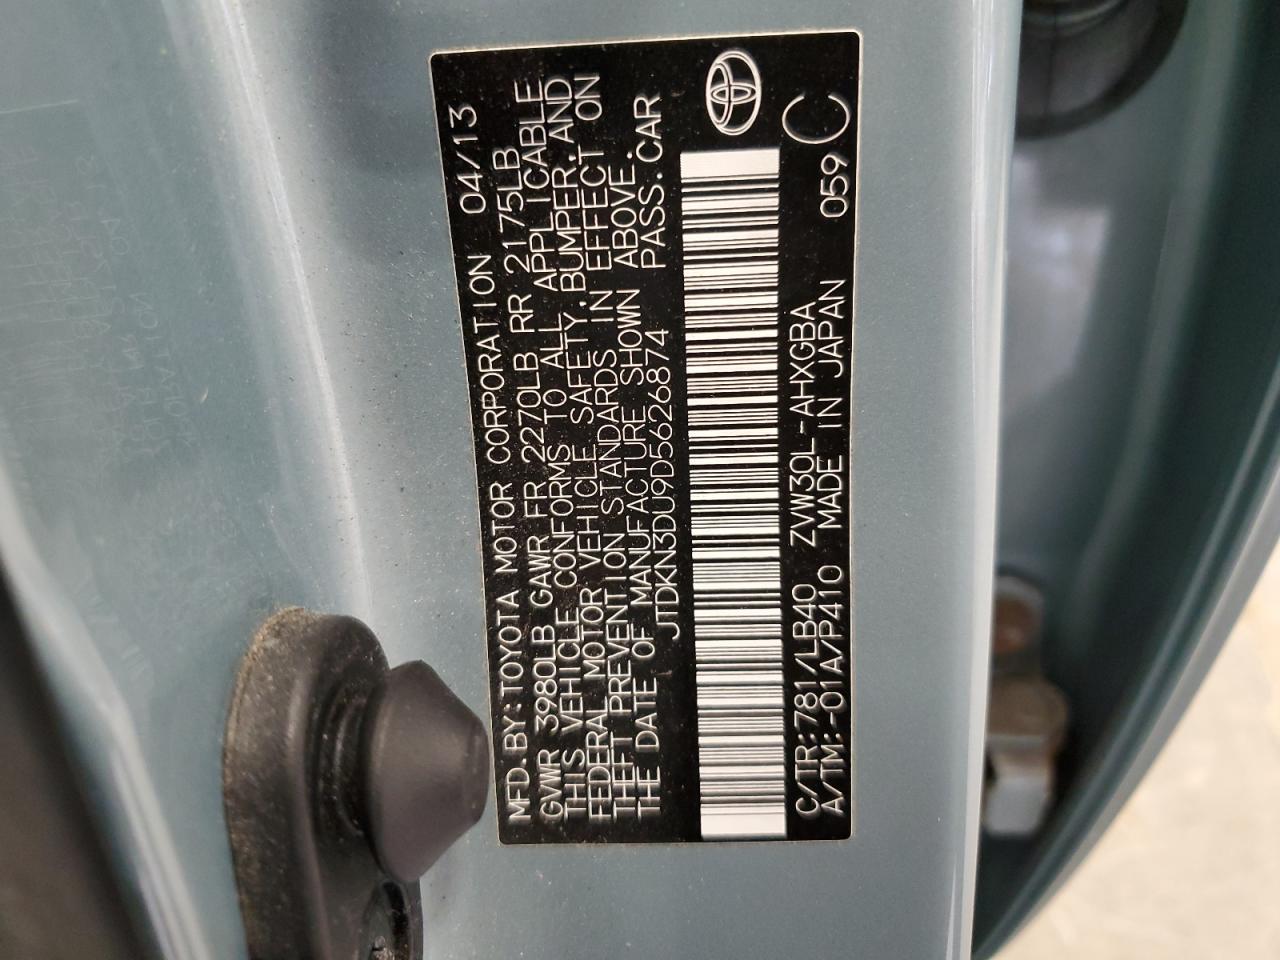 MFD.BY:TOYOTA MOTOR CORPORATION 04/13
GVWR 3980LB GAWR FR 2270LB RR 2175LB
THIS VEHICLE CONFORMS TO ALL APPLICABLE
FEDERAL MOTOR VEHICLE SAFETY,BUMPER,AND
THEFT PREVENTION STANDARDS IN EFFECT ON
THE DATE OF MANUFACTURE SHOWN ABOVE.
JTDKN3DU9D5626874 PASS.CAR
C/TR:781/LB40 ZVW30L-AHXGBA 059
A/TM:-01A/P410 MADE IN JAPAN C